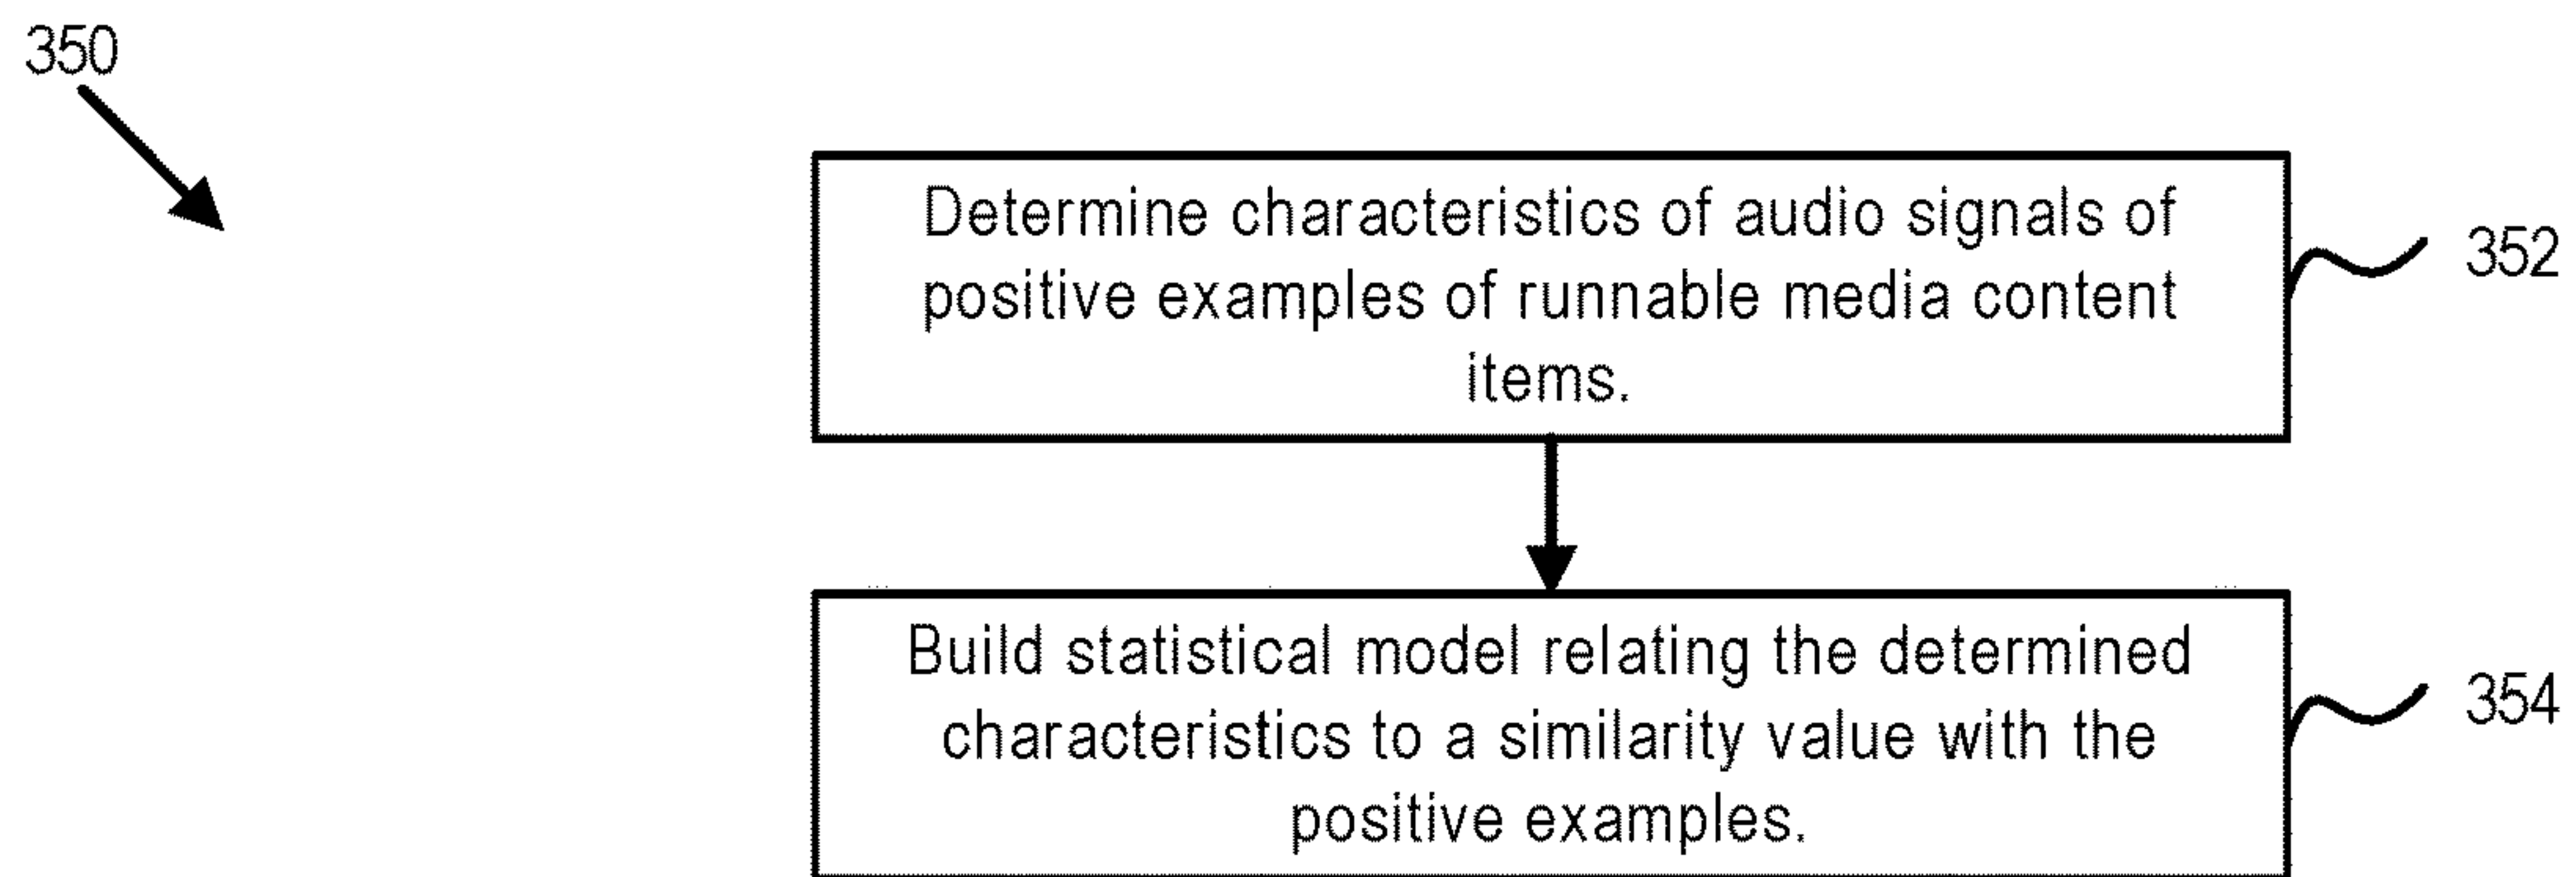 350
Determine characteristics of audio signals of
positive examples of runnable media content
items.
352
Build statistical model relating the determined
characteristics to a similarity value with the
positive examples.
354